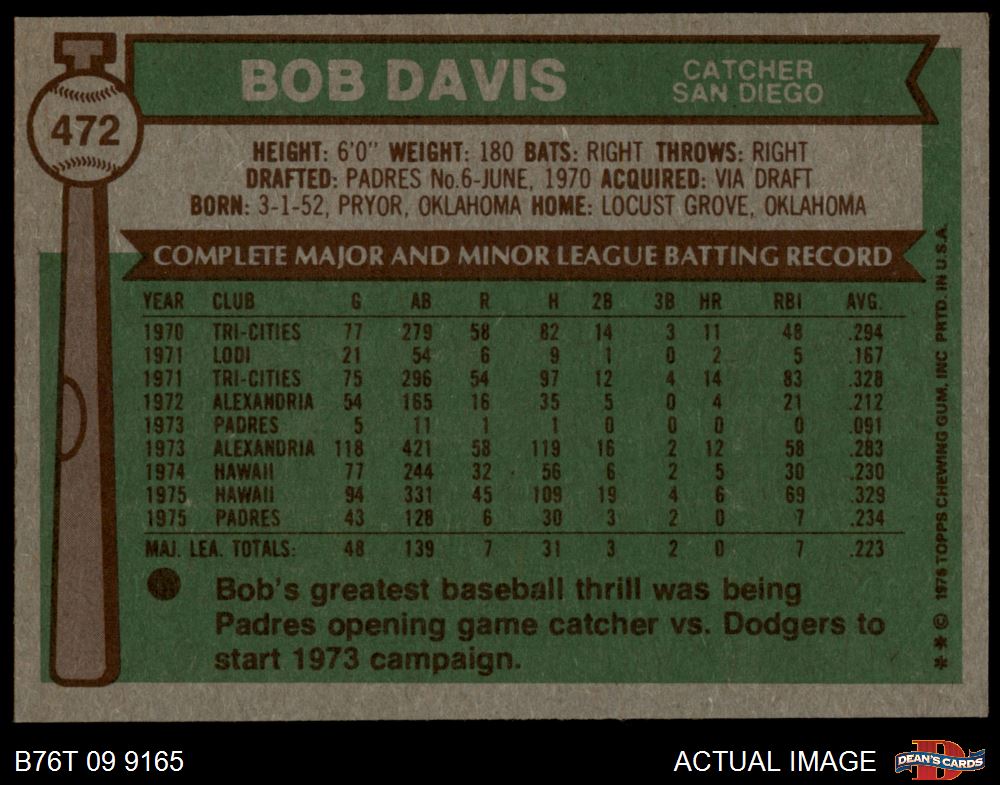 BOB DAVIS
CATCHER
SAN DIEGO
472
HEIGHT: 6'0" WEIGHT: 180 BATS: RIGHT THROWS: RIGHT
DRAFTED: PADRES No.6-JUNE, 1970 ACQUIRED: VIA DRAFT
BORN: 3-1-52, PRYOR, OKLAHOMA HOME: LOCUST GROVE, OKLAHOMA
COMPLETE MAJOR AND MINOR LEAGUE BATTING RECORD
YEAR CLUB G AB R H 2B 3B HR RBI AVG.
1970 TRI-CITIES 77 279 58 82 14 3 11 48 .294
1971 LODI 21 54 6 9 1 0 2 5 .167
1971 TRI-CITIES 75 296 54 97 12 4 14 83 .328
1972 ALEXANDRIA 54 165 16 35 5 0 4 21 .212
1973 PADRES 5 11 1 1 0 0 0 0 .091
1973 ALEXANDRIA 118 421 58 119 16 2 12 58 .283
1974 HAWAII 77 244 32 56 6 2 5 30 .230
1975 HAWAII 94 331 45 109 19 4 6 69 .329
1975 PADRES 43 128 6 30 3 2 0 7 .234
MAJ. LEA. TOTALS: 48 139 7 31 3 2 0 7 .223
Bob's greatest baseball thrill was being
Padres opening game catcher vs. Dodgers to
start 1973 campaign.
* * © 1976 TOPPS CHEWING GUM, INC PRTD. IN U.S.A.
B76T 09 9165
ACTUAL IMAGE
DEAN'S CARDS